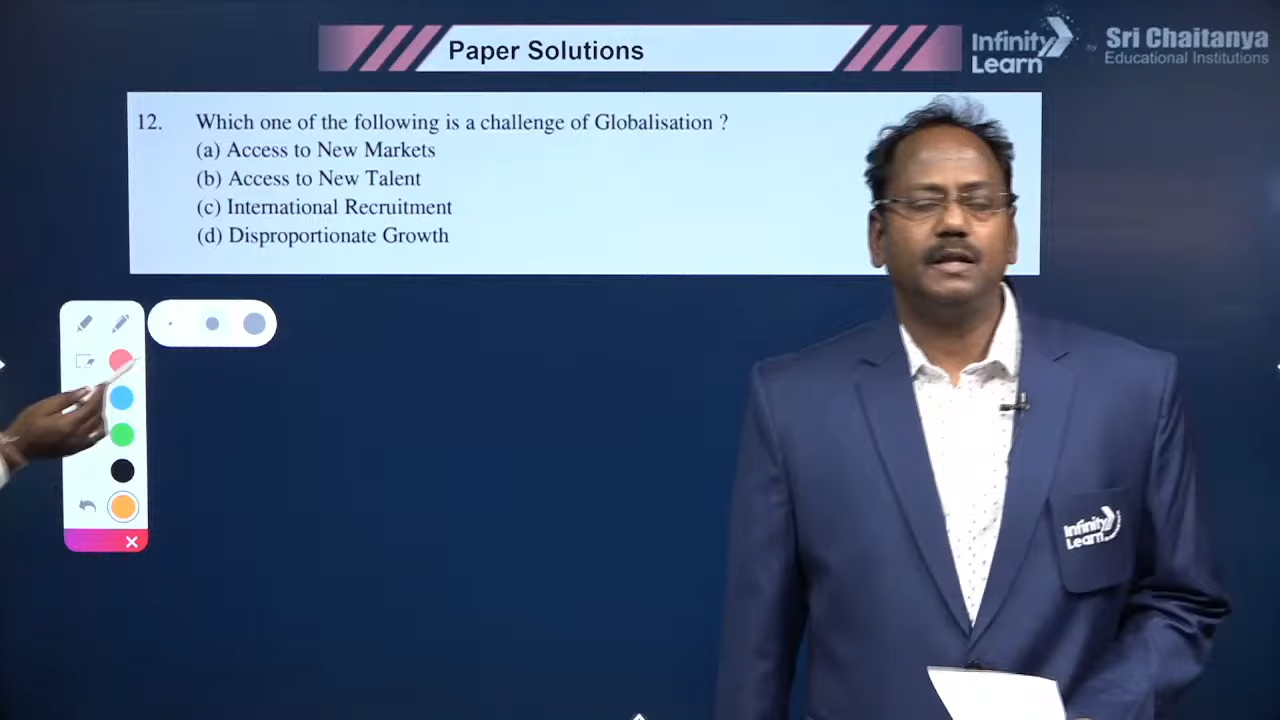 Paper Solutions
Infinity
Learn
by
Sri Chaitanya
Educational Institutions
12. Which one of the following is a challenge of Globalisation ?
(a) Access to New Markets
(b) Access to New Talent
(c) International Recruitment
(d) Disproportionate Growth
Infinity
Learn